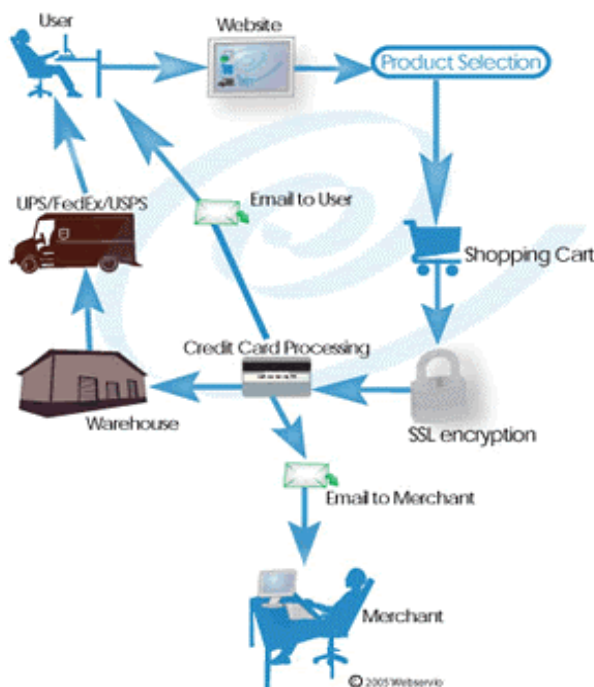 User
Website
Product Selection
UPS/FedEx/USPS
Email to User
Shopping Cart
Credit Card Processing
Warehouse
SSL encryption
Email to Merchant
Merchant
© 2005 Webservio